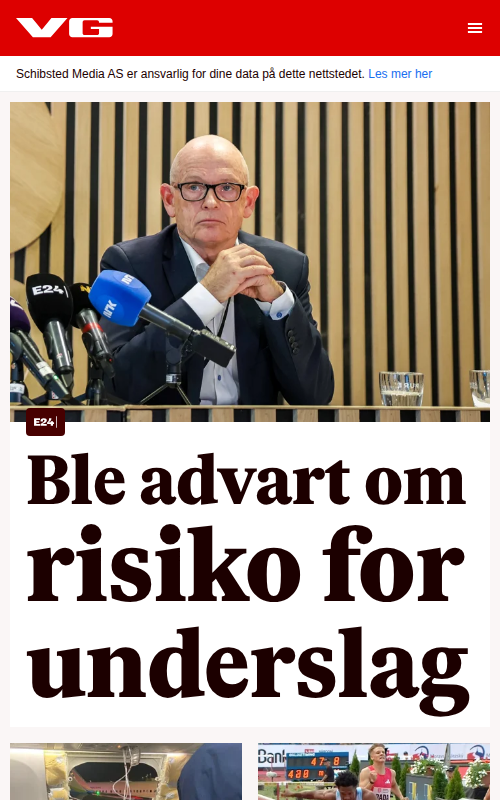 VG
Schibsted Media AS er ansvarlig for dine data på dette nettstedet. Les mer her
E24
NRK
E24
Ble advart om
risiko for
underslag